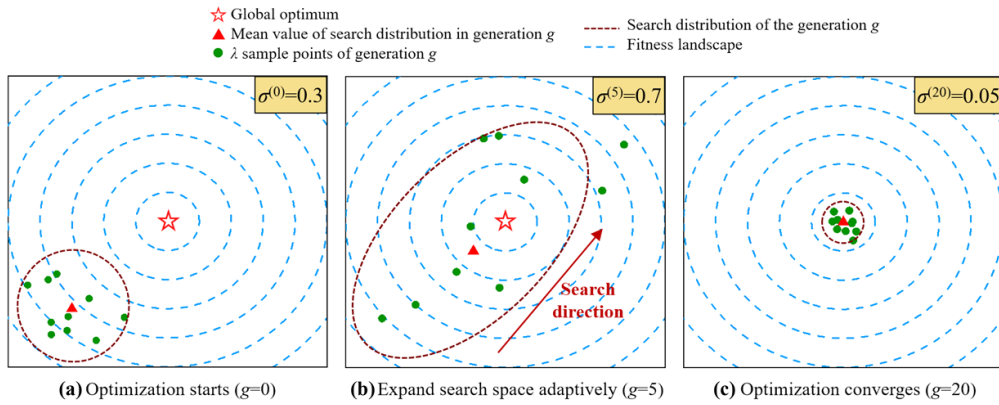 Global optimum
Mean value of search distribution in generation g
λ sample points of generation g
Search distribution of the generation g
Fitness landscape
σ(0)=0.3
σ(5)=0.7
σ(20)=0.05
Search
direction
(a) Optimization starts (g=0)
(b) Expand search space adaptively (g=5)
(c) Optimization converges (g=20)